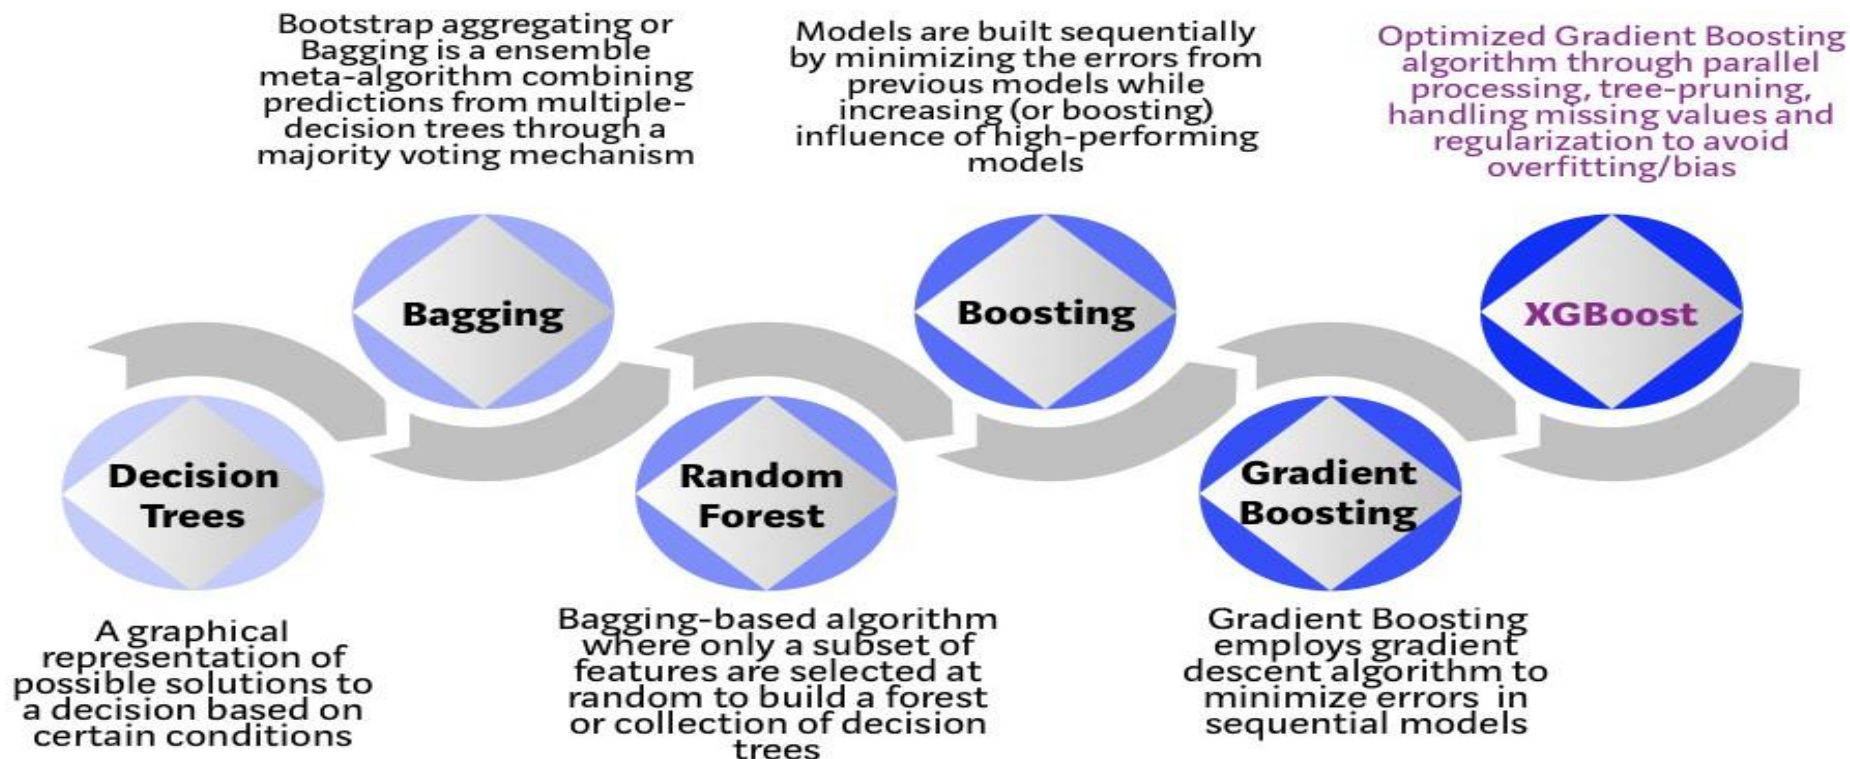 Bootstrap aggregating or
Bagging is a ensemble
meta-algorithm combining
predictions from multiple-
decision trees through a
majority voting mechanism
Models are built sequentially
by minimizing the errors from
previous models while
increasing (or boosting)
influence of high-performing
models
Optimized Gradient Boosting
algorithm through parallel
processing, tree-pruning,
handling missing values and
regularization to avoid
overfitting/bias
Bagging
Boosting
XGBoost
Decision
Trees
Random
Forest
Gradient
Boosting
A graphical
representation of
possible solutions to
a decision based on
certain conditions
Bagging-based algorithm
where only a subset of
features are selected at
random to build a forest
or collection of decision
trees
Gradient Boosting
employs gradient
descent algorithm to
minimize errors in
sequential models